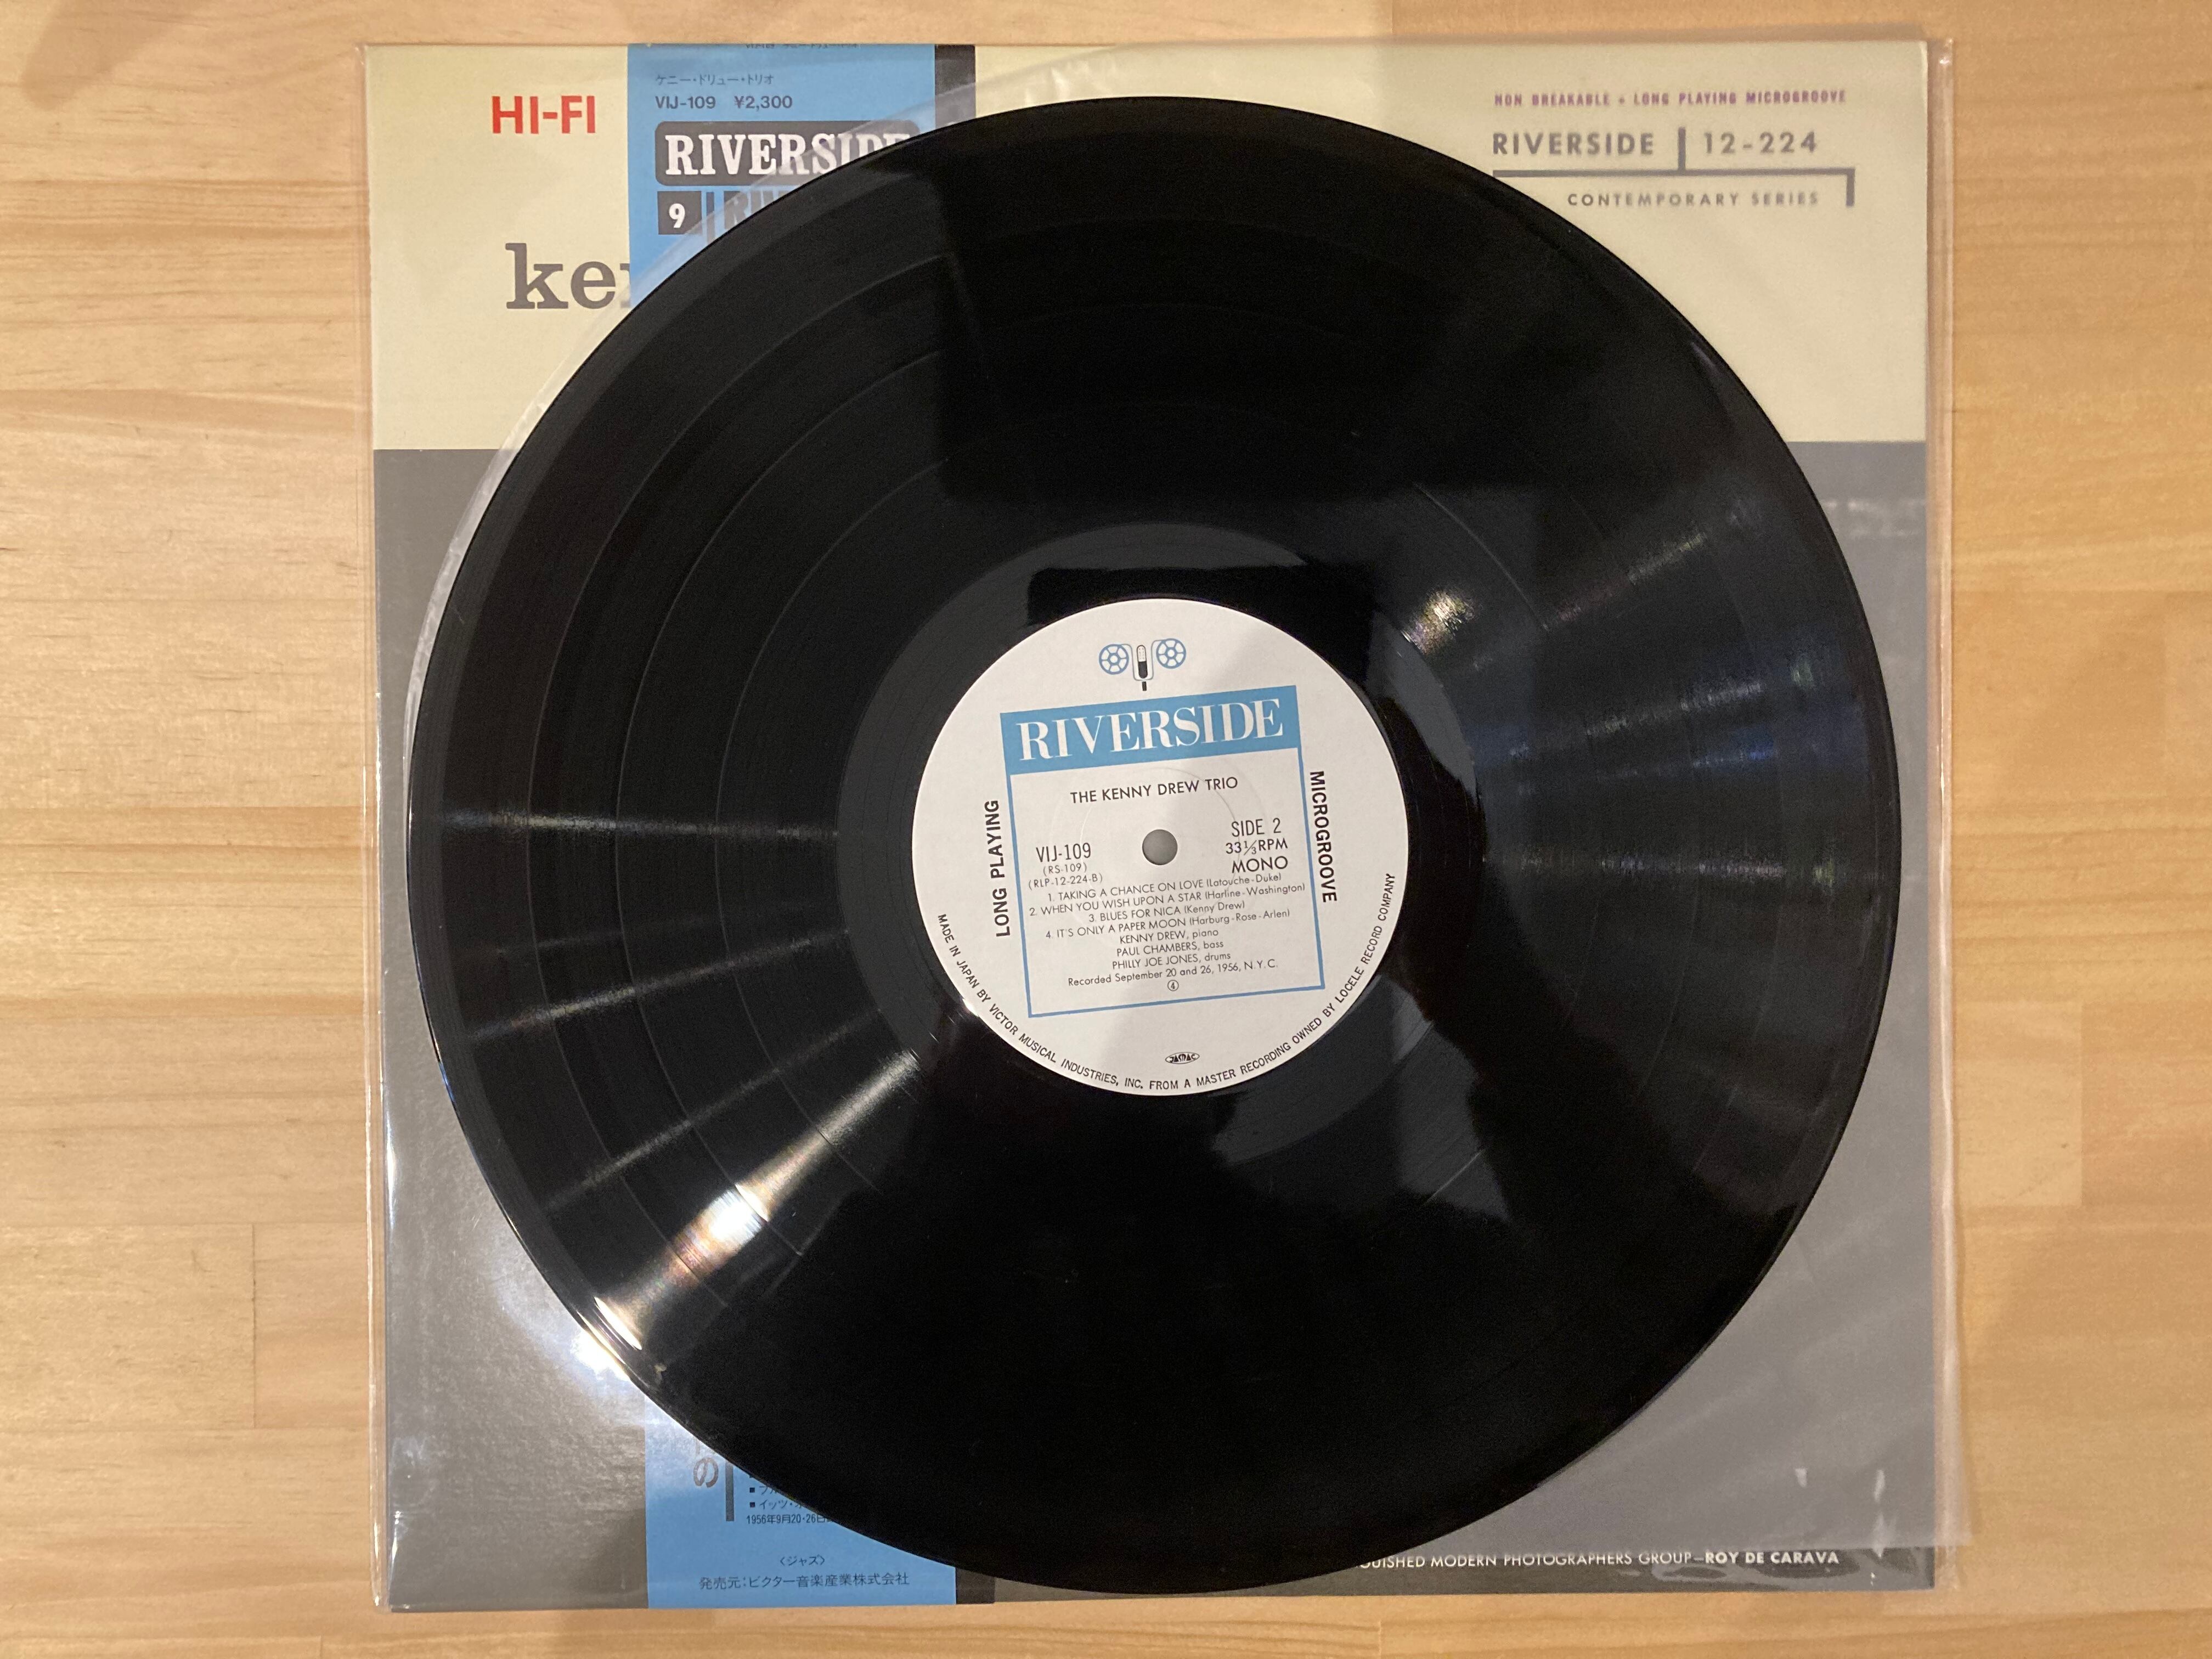 ケニー・ドリュー・トリオ
VIJ-109 ¥2,300
HI-FI
RIVERSIDE
9
NON BREAKABLE • LONG PLAYING MICROGROOVE
RIVERSIDE 12-224
CONTEMPORARY SERIES
RIVERSIDE
THE KENNY DREW TRIO
LONG PLAYING
MICROGROOVE
VIJ-109
(RS-109)
(RLP-12-224-B)
SIDE 2
33⅓RPM
MONO
1. TAKING A CHANCE ON LOVE (Latouche-Duke)
2. WHEN YOU WISH UPON A STAR (Harline-Washington)
3. BLUES FOR NICA (Kenny Drew)
4. IT'S ONLY A PAPER MOON (Harburg-Rose-Arlen)
KENNY DREW, piano
PAUL CHAMBERS, bass
PHILLY JOE JONES, drums
Recorded September 20 and 26, 1956, N.Y.C.
④
JASRAC
MADE IN JAPAN BY VICTOR MUSICAL INDUSTRIES, INC. FROM A MASTER RECORDING OWNED BY LOCELE RECORD COMPANY
の
1956年9月20・26日
〈ジャズ〉
発売元：ビクター音楽産業株式会社
MODERN PHOTOGRAPHERS GROUP—ROY DE CARAVA